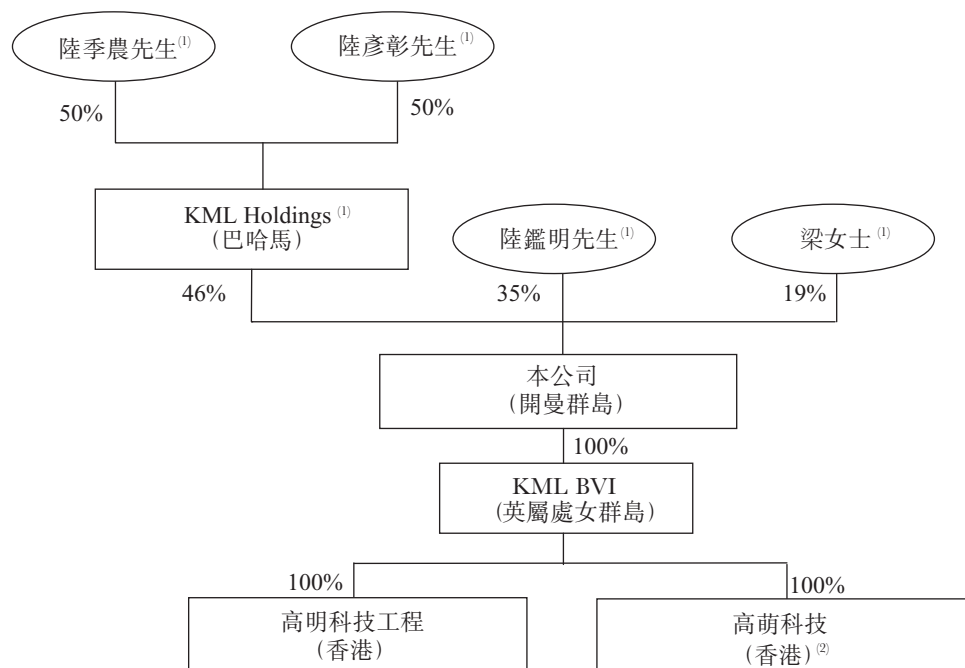 陸季農先生(1)
陸彥彰先生(1)
50%
50%
KML Holdings (1)
(巴哈馬)
陸鑑明先生(1)
梁女士(1)
46%
35%
19%
本公司
(開曼群島)
100%
KML BVI
(英屬處女群島)
100%
100%
高明科技工程
(香港)
高萌科技
(香港)(2)